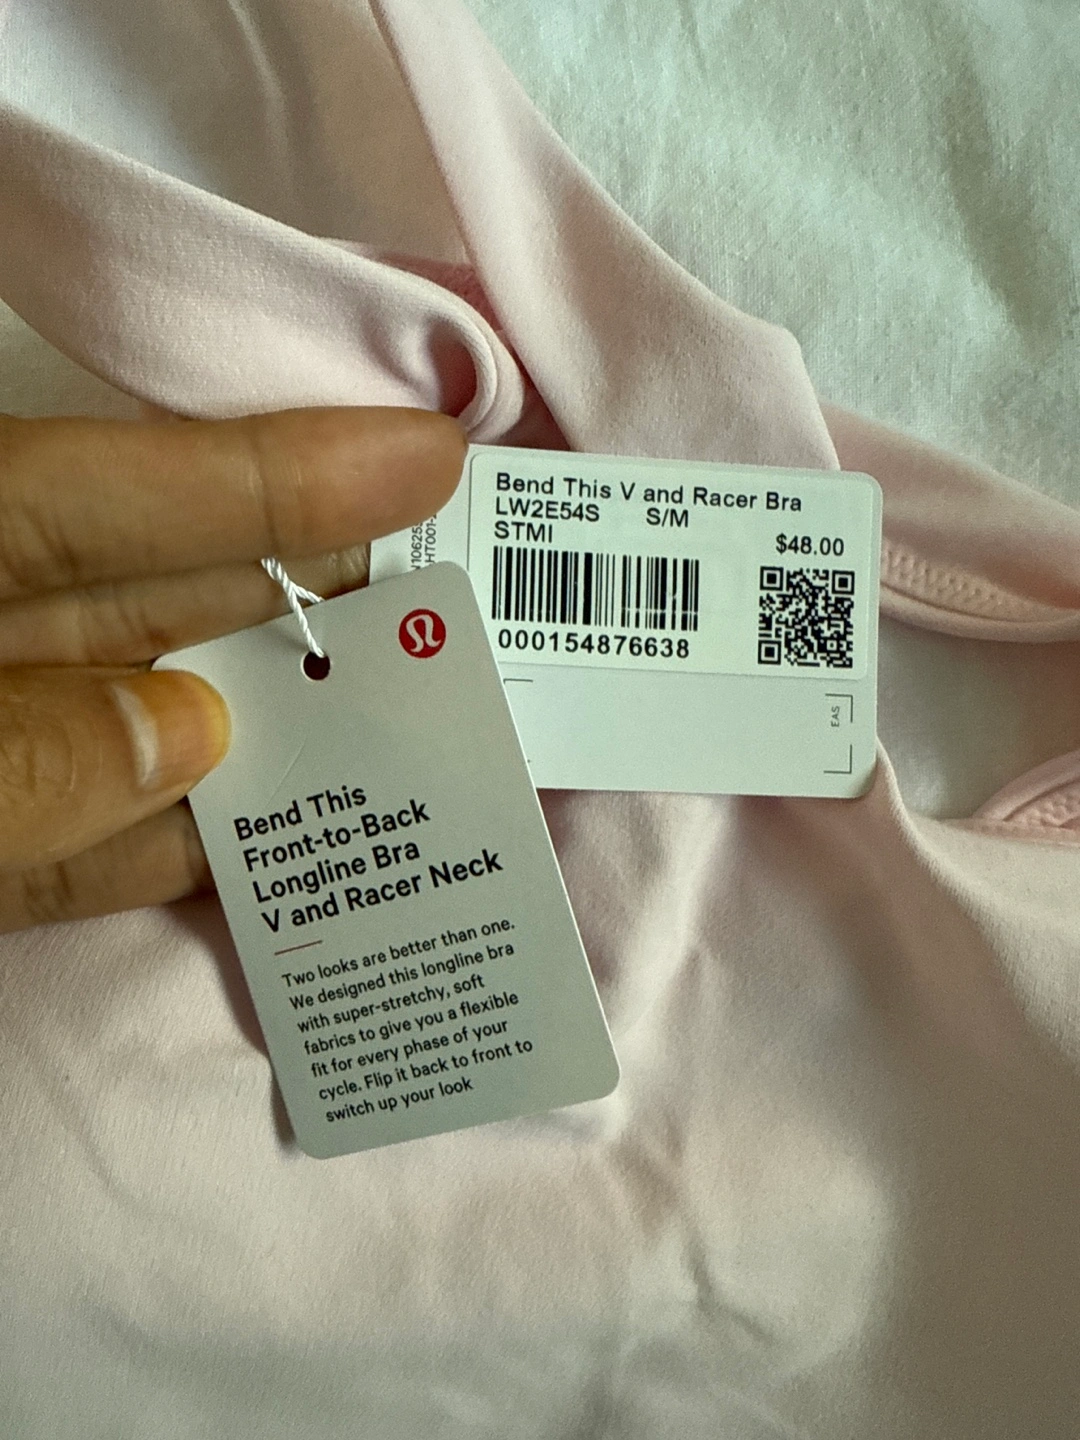 Bend This V and Racer Bra
LW2E54S S/M
STMI
$48.00
000154876638
EAS
Bend This
Front-to-Back
Longline Bra
V and Racer Neck
Two looks are better than one.
We designed this longline bra
with super-stretchy, soft
fabrics to give you a flexible
fit for every phase of your
cycle. Flip it back to front to
switch up your look